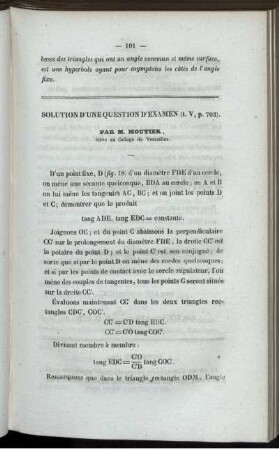 — 101 —
bases des triangles qui ont un angle commun et même surface,
est une hyperbole ayant pour asymptotes les côtés de l'angle
fixe.
SOLUTION D'UNE QUESTION D'EXAMEN (t. V, p. 703).
PAR M. MOUTIER,
élève au Collége de Versailles.
D'un point fixe, D (fig. 18) d'un diamètre FDE d'un cercle,
on mène une sécante quelconque, BDA au cercle; en A et B
on lui mène les tangentes AC, BC; et on joint les points D
et C; démontrer que le produit
tang ADE. tang EDC = constante.
Joignons OC; et du point C abaissons la perpendiculaire
CC' sur le prolongement du diamètre FDE; la droite CC' est
la polaire du point D; et le point C' est son conjugué; de
sorte que si par le point D on mène des cordes quelconques;
et si par les points de contact avec le cercle régulateur, l'on
mène des couples de tangentes, tous les points C seront situés
sur la droite CC'.
Évaluons maintenant CC' dans les deux triangles rec-
tangles CDC', COC'.
CC' = C'D tang EDC.
CC' = C'O tang COC'.
Divisant membre à membre :
tang EDC = C'O/C'D tang COC'.
Remarquons que dans le triangle rectangle ODM, l'angle